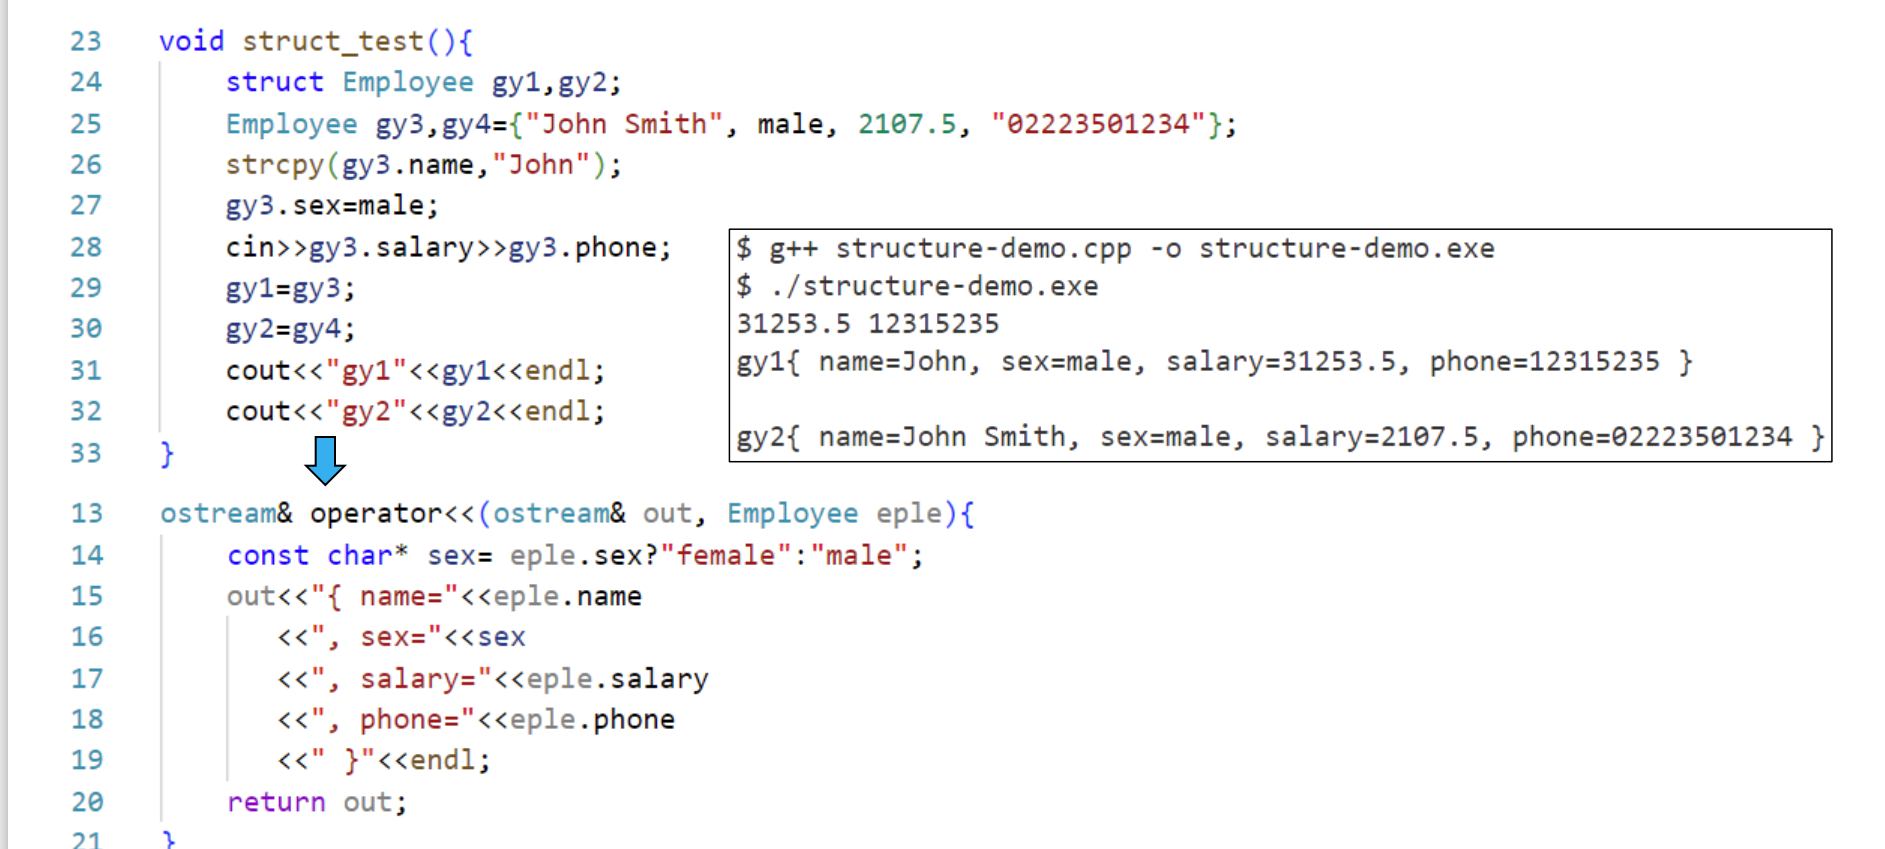 23 void struct_test(){
24 struct Employee gy1,gy2;
25 Employee gy3,gy4={"John Smith", male, 2107.5, "02223501234"};
26 strcpy(gy3.name,"John");
27 gy3.sex=male;
28 cin>>gy3.salary>>gy3.phone;
29 gy1=gy3;
30 gy2=gy4;
31 cout<<"gy1"<<gy1<<endl;
32 cout<<"gy2"<<gy2<<endl;
33 }
$ g++ structure-demo.cpp -o structure-demo.exe
$ ./structure-demo.exe
31253.5 12315235
gy1{ name=John, sex=male, salary=31253.5, phone=12315235 }
gy2{ name=John Smith, sex=male, salary=2107.5, phone=02223501234 }
13 ostream& operator<<(ostream& out, Employee eple){
14 const char* sex= eple.sex?"female":"male";
15 out<<"{ name="<<eple.name
16 <<", sex="<<sex
17 <<", salary="<<eple.salary
18 <<", phone="<<eple.phone
19 <<" }"<<endl;
20 return out;
21 }